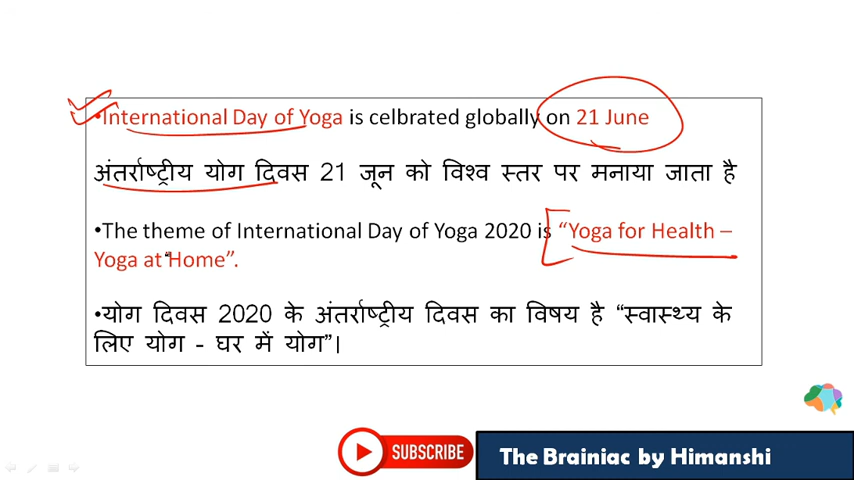 •International Day of Yoga is celbrated globally on 21 June
अंतर्राष्ट्रीय योग दिवस 21 जून को विश्व स्तर पर मनाया जाता है
•The theme of International Day of Yoga 2020 is “Yoga for Health –
Yoga at Home”.
•योग दिवस 2020 के अंतर्राष्ट्रीय दिवस का विषय है “स्वास्थ्य के
लिए योग - घर में योग”।
SUBSCRIBE
The Brainiac by Himanshi